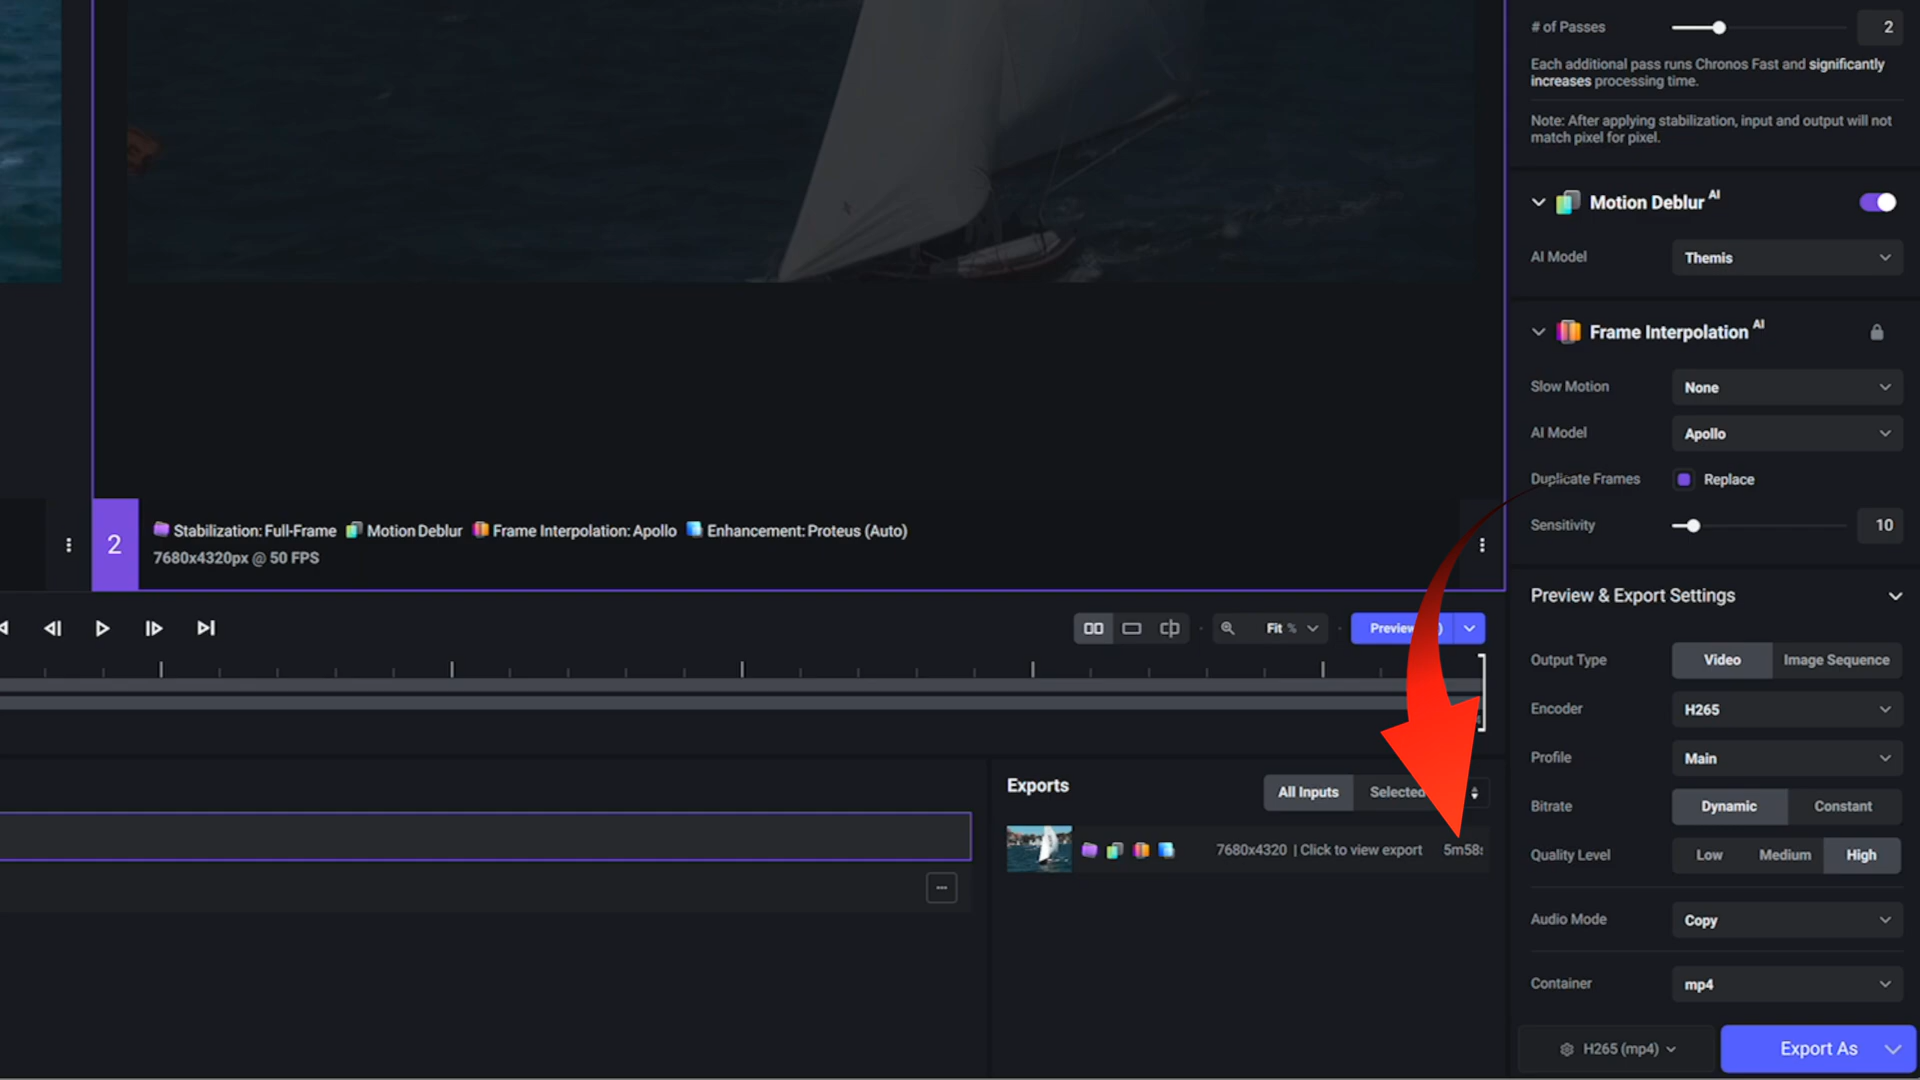 # of Passes
2
Each additional pass runs Chronos Fast and significantly
increases processing time.
Note: After applying stabilization, input and output will not
match pixel for pixel.
Motion Deblur AI
AI Model
Themis
Frame Interpolation AI
Slow Motion
None
AI Model
Apollo
Duplicate Frames
Replace
Sensitivity
10
2
Stabilization: Full-Frame Motion Deblur Frame Interpolation: Apollo Enhancement: Proteus (Auto)
7680x4320px @ 50 FPS
Fit %
Preview
Preview & Export Settings
Output Type
Video
Image Sequence
Encoder
H265
Profile
Main
Bitrate
Dynamic
Constant
Quality Level
Low
Medium
High
Audio Mode
Copy
Container
mp4
H265 (mp4)
Export As
Exports
All Inputs
Selected
7680x4320 | Click to view export
5m58s